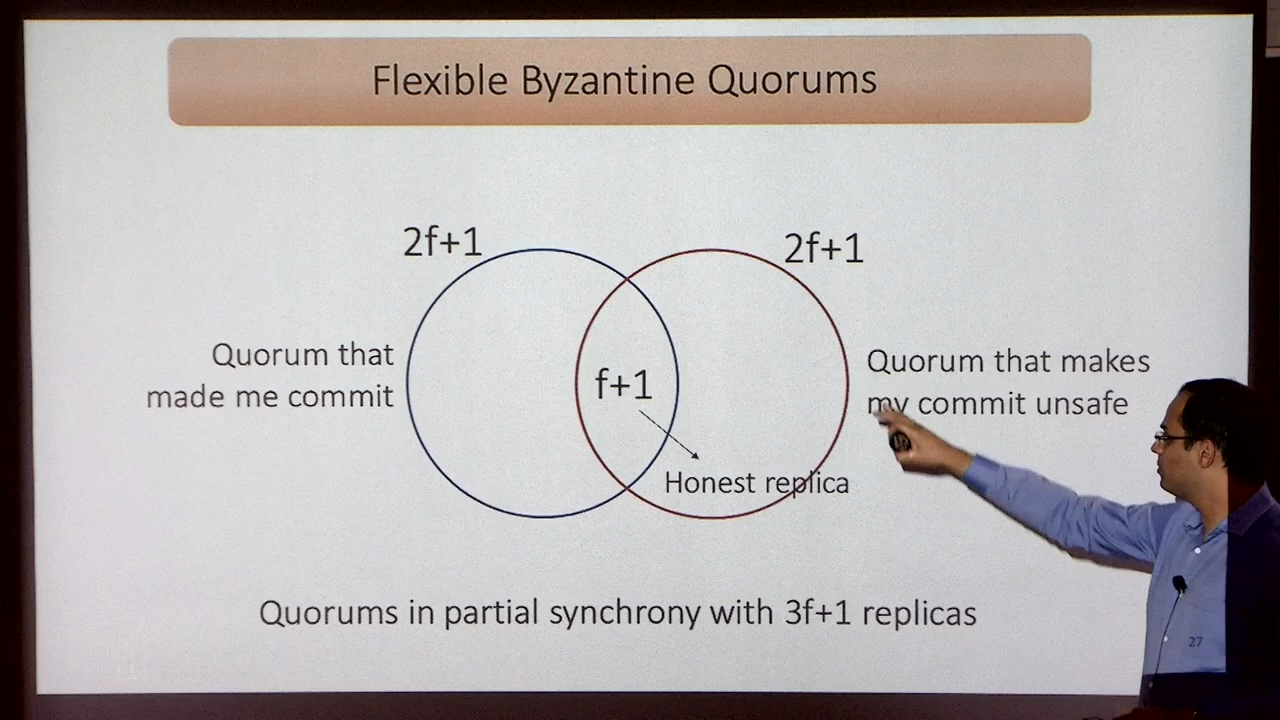 Flexible Byzantine Quorums
2f+1
2f+1
Quorum that
made me commit
f+1
Quorum that makes
my commit unsafe
Honest replica
Quorums in partial synchrony with 3f+1 replicas
27